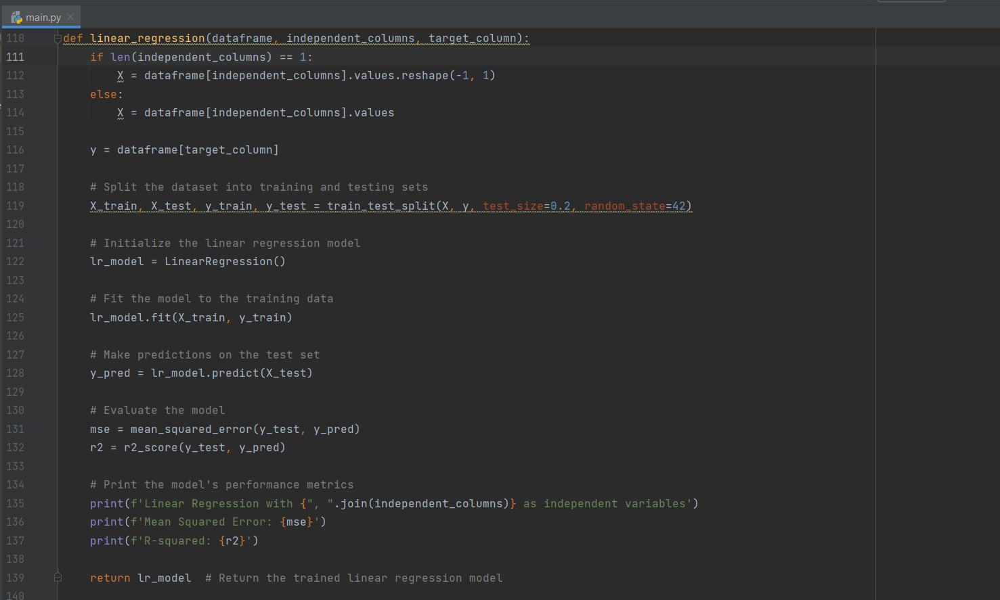 main.py
110 def linear_regression(dataframe, independent_columns, target_column):
111     if len(independent_columns) == 1:
112         X = dataframe[independent_columns].values.reshape(-1, 1)
113     else:
114         X = dataframe[independent_columns].values
115
116     y = dataframe[target_column]
117
118     # Split the dataset into training and testing sets
119     X_train, X_test, y_train, y_test = train_test_split(X, y, test_size=0.2, random_state=42)
120
121     # Initialize the linear regression model
122     lr_model = LinearRegression()
123
124     # Fit the model to the training data
125     lr_model.fit(X_train, y_train)
126
127     # Make predictions on the test set
128     y_pred = lr_model.predict(X_test)
129
130     # Evaluate the model
131     mse = mean_squared_error(y_test, y_pred)
132     r2 = r2_score(y_test, y_pred)
133
134     # Print the model's performance metrics
135     print(f'Linear Regression with {", ".join(independent_columns)} as independent variables')
136     print(f'Mean Squared Error: {mse}')
137     print(f'R-squared: {r2}')
138
139     return lr_model  # Return the trained linear regression model
140